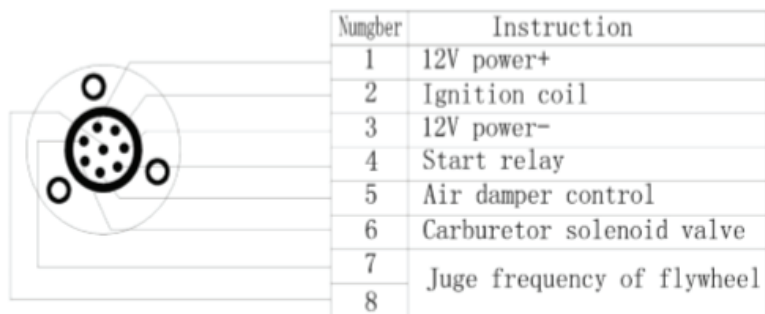 Numgber Instruction
1 12V power+
2 Ignition coil
3 12V power-
4 Start relay
5 Air damper control
6 Carburetor solenoid valve
7 Juge frequency of flywheel
8